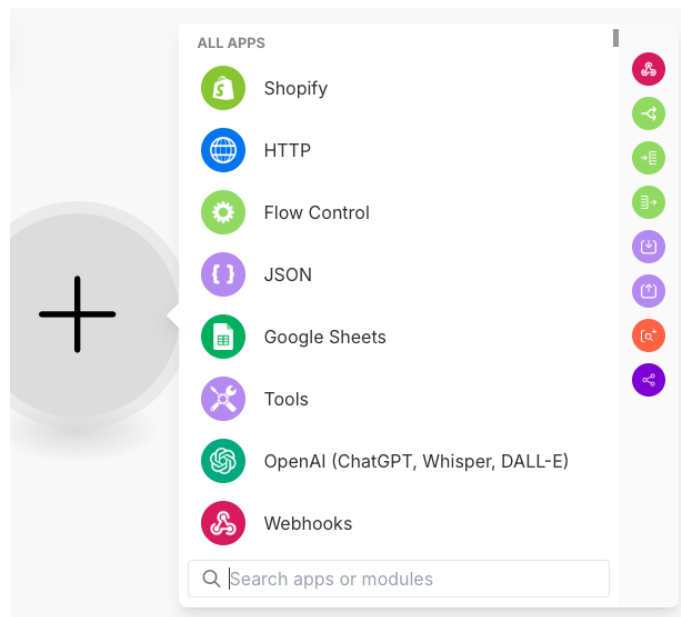 ALL APPS
Shopify
HTTP
Flow Control
JSON
Google Sheets
Tools
OpenAI (ChatGPT, Whisper, DALL-E)
Webhooks
Search apps or modules